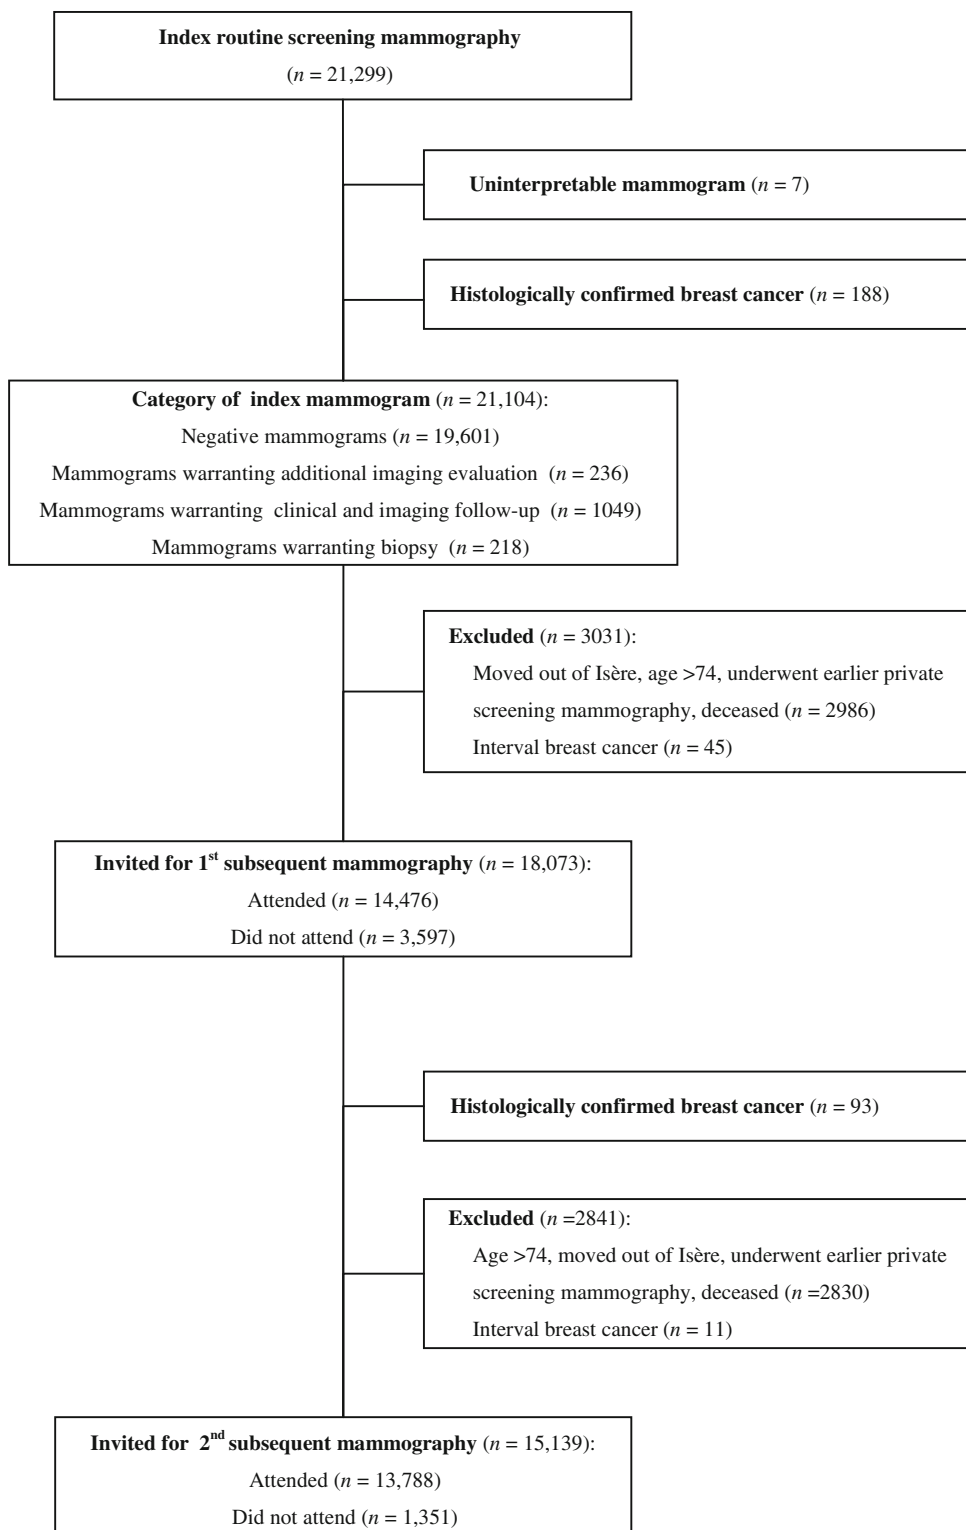 Index routine screening mammography
(n = 21,299)
Uninterpretable mammogram (n = 7)
Histologically confirmed breast cancer (n = 188)
Category of index mammogram (n = 21,104):
Negative mammograms (n = 19,601)
Mammograms warranting additional imaging evaluation (n = 236)
Mammograms warranting clinical and imaging follow-up (n = 1049)
Mammograms warranting biopsy (n = 218)
Excluded (n = 3031):
Moved out of Isère, age >74, underwent earlier private
screening mammography, deceased (n = 2986)
Interval breast cancer (n = 45)
Invited for 1st subsequent mammography (n = 18,073):
Attended (n = 14,476)
Did not attend (n = 3,597)
Histologically confirmed breast cancer (n = 93)
Excluded (n =2841):
Age >74, moved out of Isère, underwent earlier private
screening mammography, deceased (n =2830)
Interval breast cancer (n = 11)
Invited for 2nd subsequent mammography (n = 15,139):
Attended (n = 13,788)
Did not attend (n = 1,351)